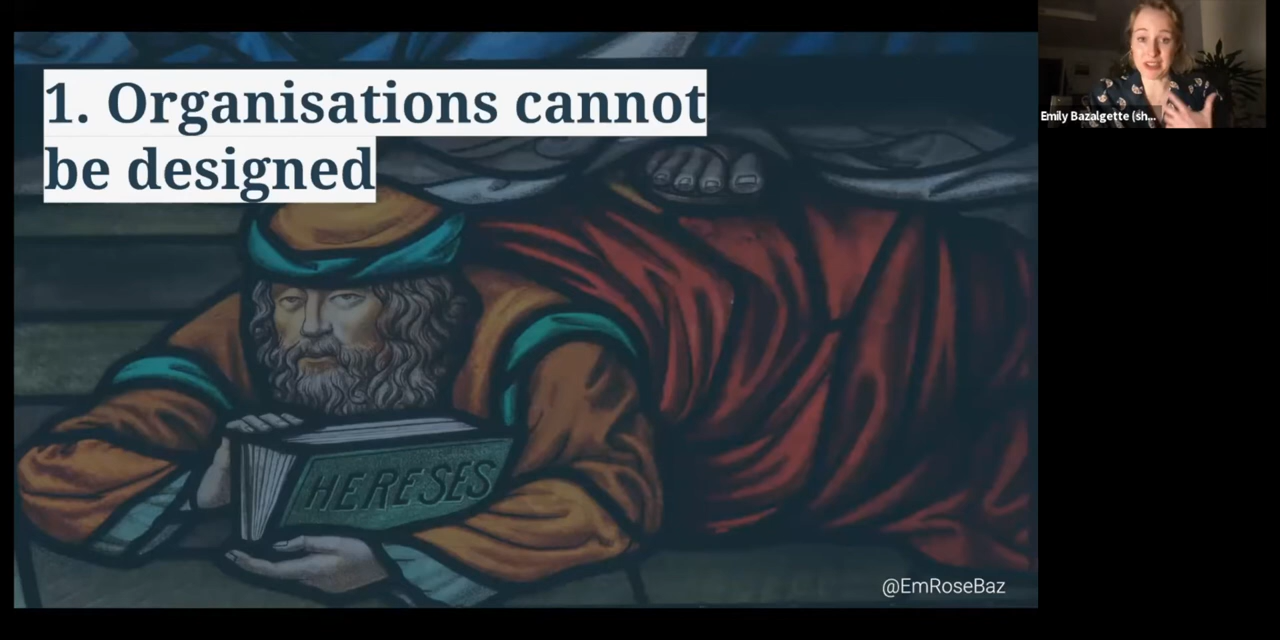 1. Organisations cannot
be designed
Emily Bazalgette (sh...
HERESES
@EmRoseBaz